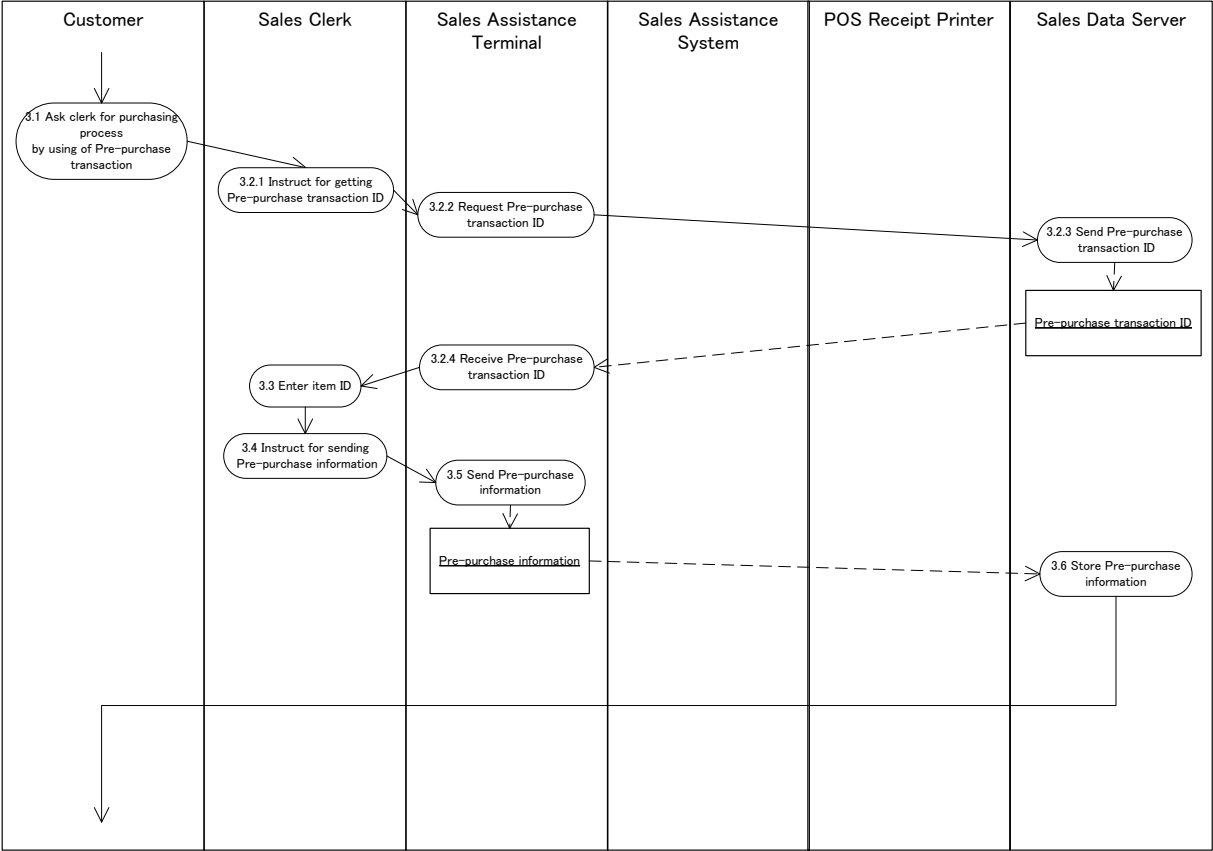 Customer
Sales Clerk
Sales Assistance
Terminal
Sales Assistance
System
POS Receipt Printer
Sales Data Server
3.1 Ask clerk for purchasing
process
by using of Pre-purchase
transaction
3.2.1 Instruct for getting
Pre-purchase transaction ID
3.2.2 Request Pre-purchase
transaction ID
3.2.3 Send Pre-purchase
transaction ID
Pre-purchase transaction ID
3.2.4 Receive Pre-purchase
transaction ID
3.3 Enter item ID
3.4 Instruct for sending
Pre-purchase information
3.5 Send Pre-purchase
information
Pre-purchase information
3.6 Store Pre-purchase
information